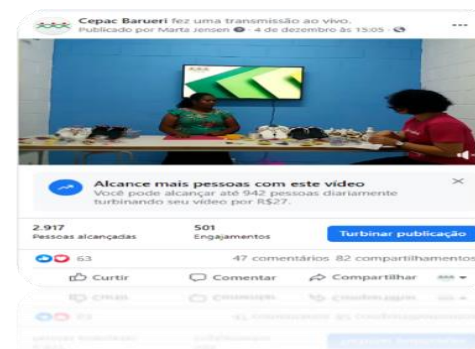 Cepac Barueri fez uma transmissão ao vivo.
Publicado por Marta Jensen · 4 de dezembro às 15:05 ·
Alcance mais pessoas com este vídeo
Você pode alcançar até 942 pessoas diariamente
turbinando seu vídeo por R$27.
2.917 501
Pessoas alcançadas Engajamentos Turbinar publicação
63 47 comentários 82 compartilhamentos
Curtir Comentar Compartilhar